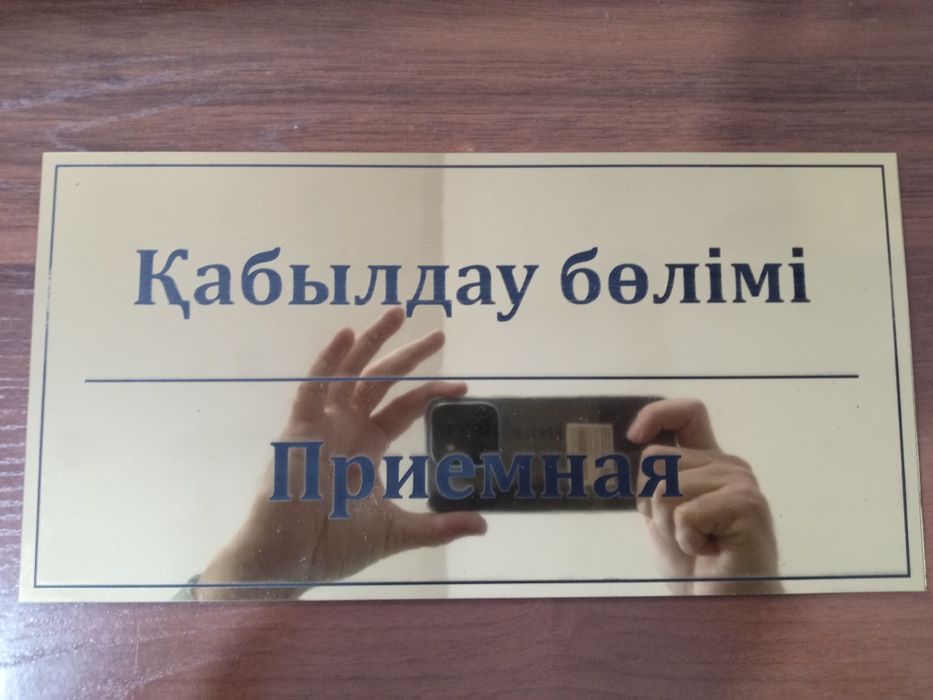 Қабылдау бөлімі
Приемная